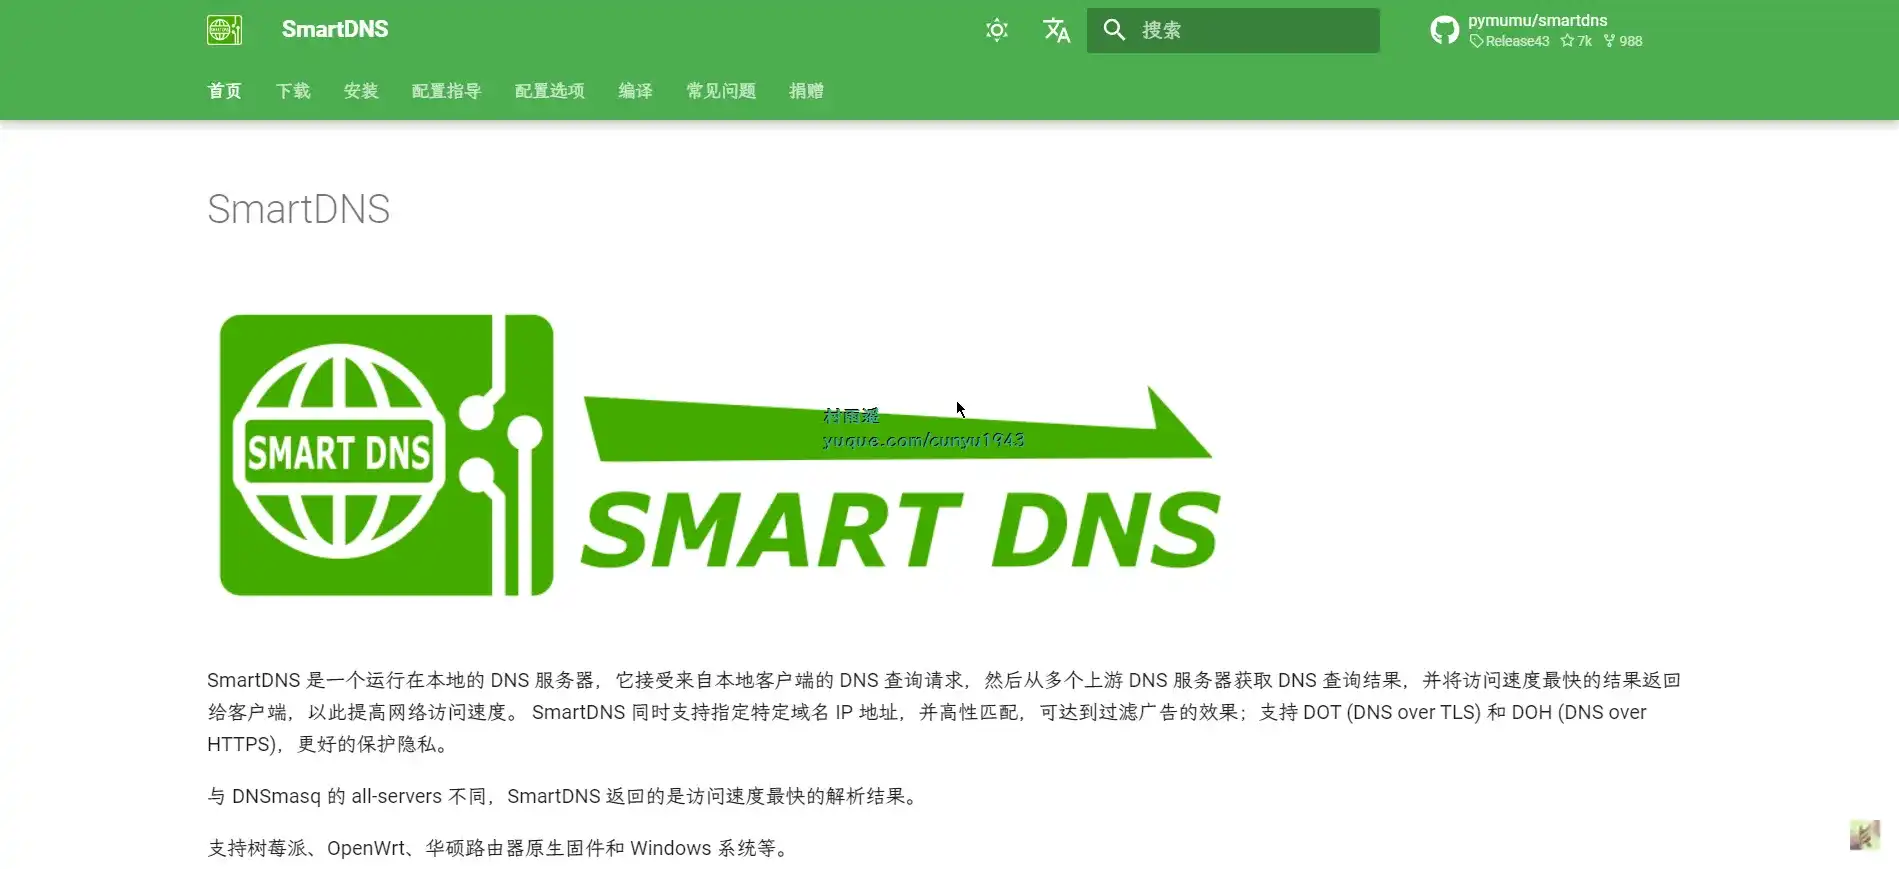 SmartDNS
搜索
pymumu/smartdns
Release43 7k 988
首页 下载 安装 配置指导 配置选项 编译 常见问题 捐赠
SmartDNS
SMART DNS
村雨遥
yuque.com/cunyu1943
SMART DNS
SmartDNS 是一个运行在本地的 DNS 服务器，它接受来自本地客户端的 DNS 查询请求，然后从多个上游 DNS 服务器获取 DNS 查询结果，并将访问速度最快的结果返回
给客户端，以此提高网络访问速度。 SmartDNS 同时支持指定特定域名 IP 地址，并高性匹配，可达到过滤广告的效果；支持 DOT (DNS over TLS) 和 DOH (DNS over
HTTPS)，更好的保护隐私。
与 DNSmasq 的 all-servers 不同，SmartDNS 返回的是访问速度最快的解析结果。
支持树莓派、OpenWrt、华硕路由器原生固件和 Windows 系统等。